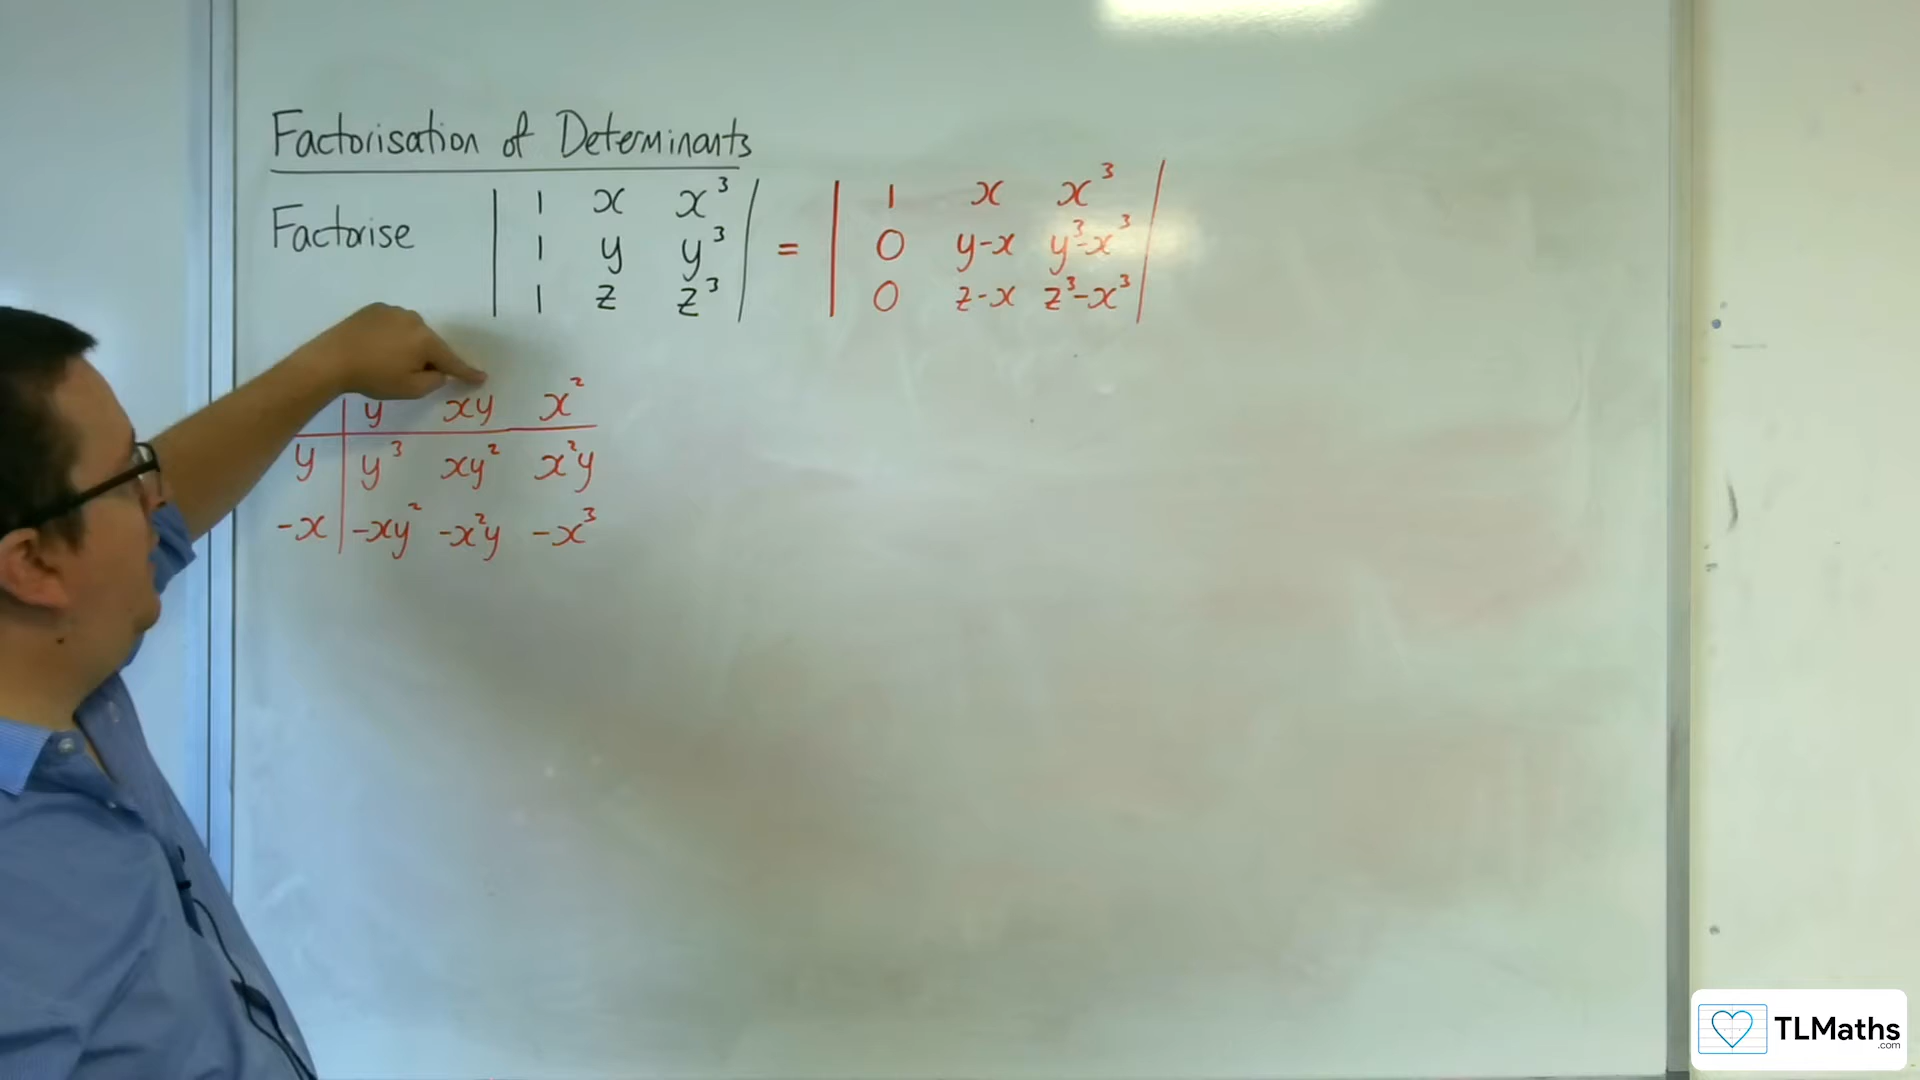 Factorisation of Determinants
Factorise | 1 x x³ | = | 1 x x³ |
| 1 y y³ | | 0 y-x y³-x³ |
| 1 z z³ | | 0 z-x z³-x³ |
y xy x²
y y³ xy² x²y
-x -xy² -x²y -x³
TLMaths
.com